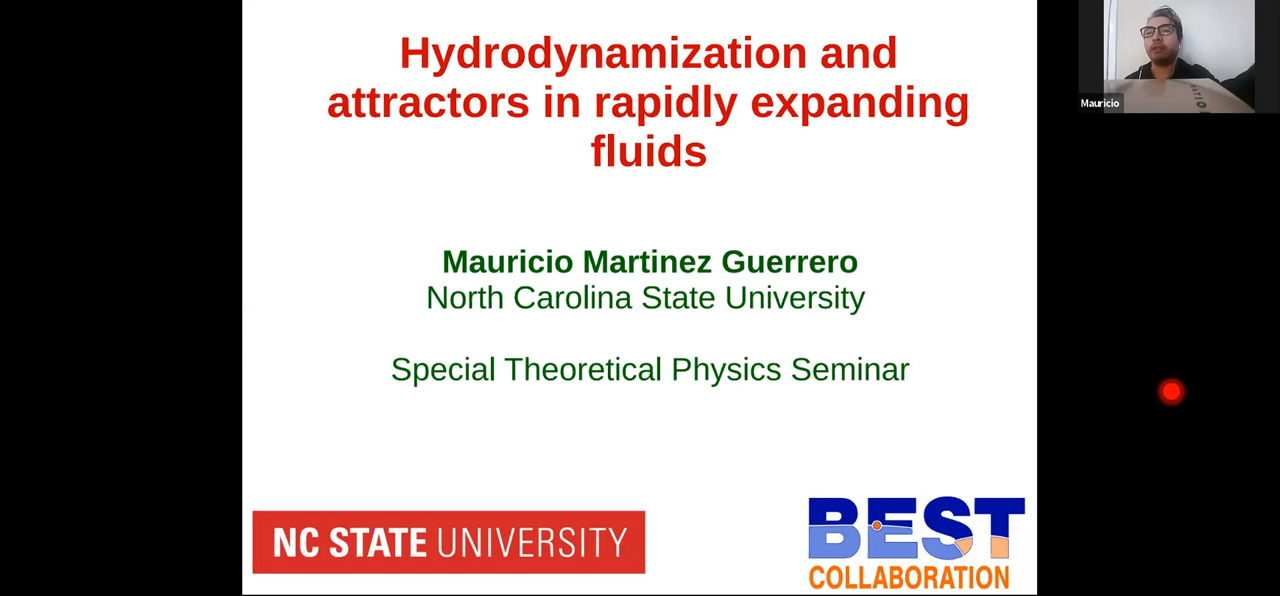 Hydrodynamization and
attractors in rapidly expanding
fluids
Mauricio
Mauricio Martinez Guerrero
North Carolina State University
Special Theoretical Physics Seminar
NC STATE UNIVERSITY
BEST
COLLABORATION